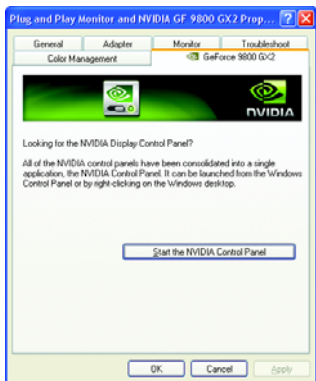 Plug and Play Monitor and NVIDIA GF 9800 GX2 Prop...
General Adapter Monitor Troubleshoot
Color Management GeForce 9800 GX2
NVIDIA
Looking for the NVIDIA Display Control Panel?
All of the NVIDIA control panels have been consolidated into a single
application, the NVIDIA Control Panel. It can be launched from the Windows
Control Panel or by right-clicking on the Windows desktop.
Start the NVIDIA Control Panel
OK Cancel Apply